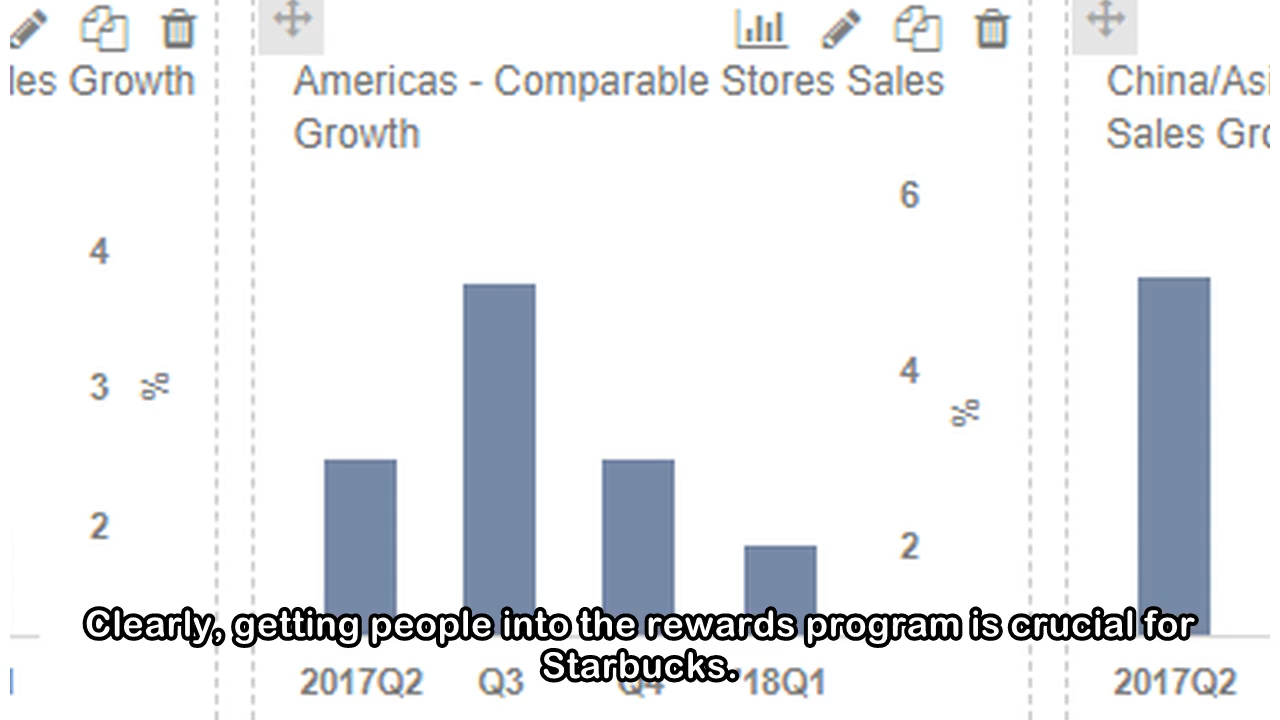 les Growth
Americas - Comparable Stores Sales
Growth
China/Asi
Sales Gro
6
4
4
3 %
%
2
2
Clearly, getting people into the rewards program is crucial for
Starbucks.
2017Q2 Q3 Q4 '18Q1 2017Q2